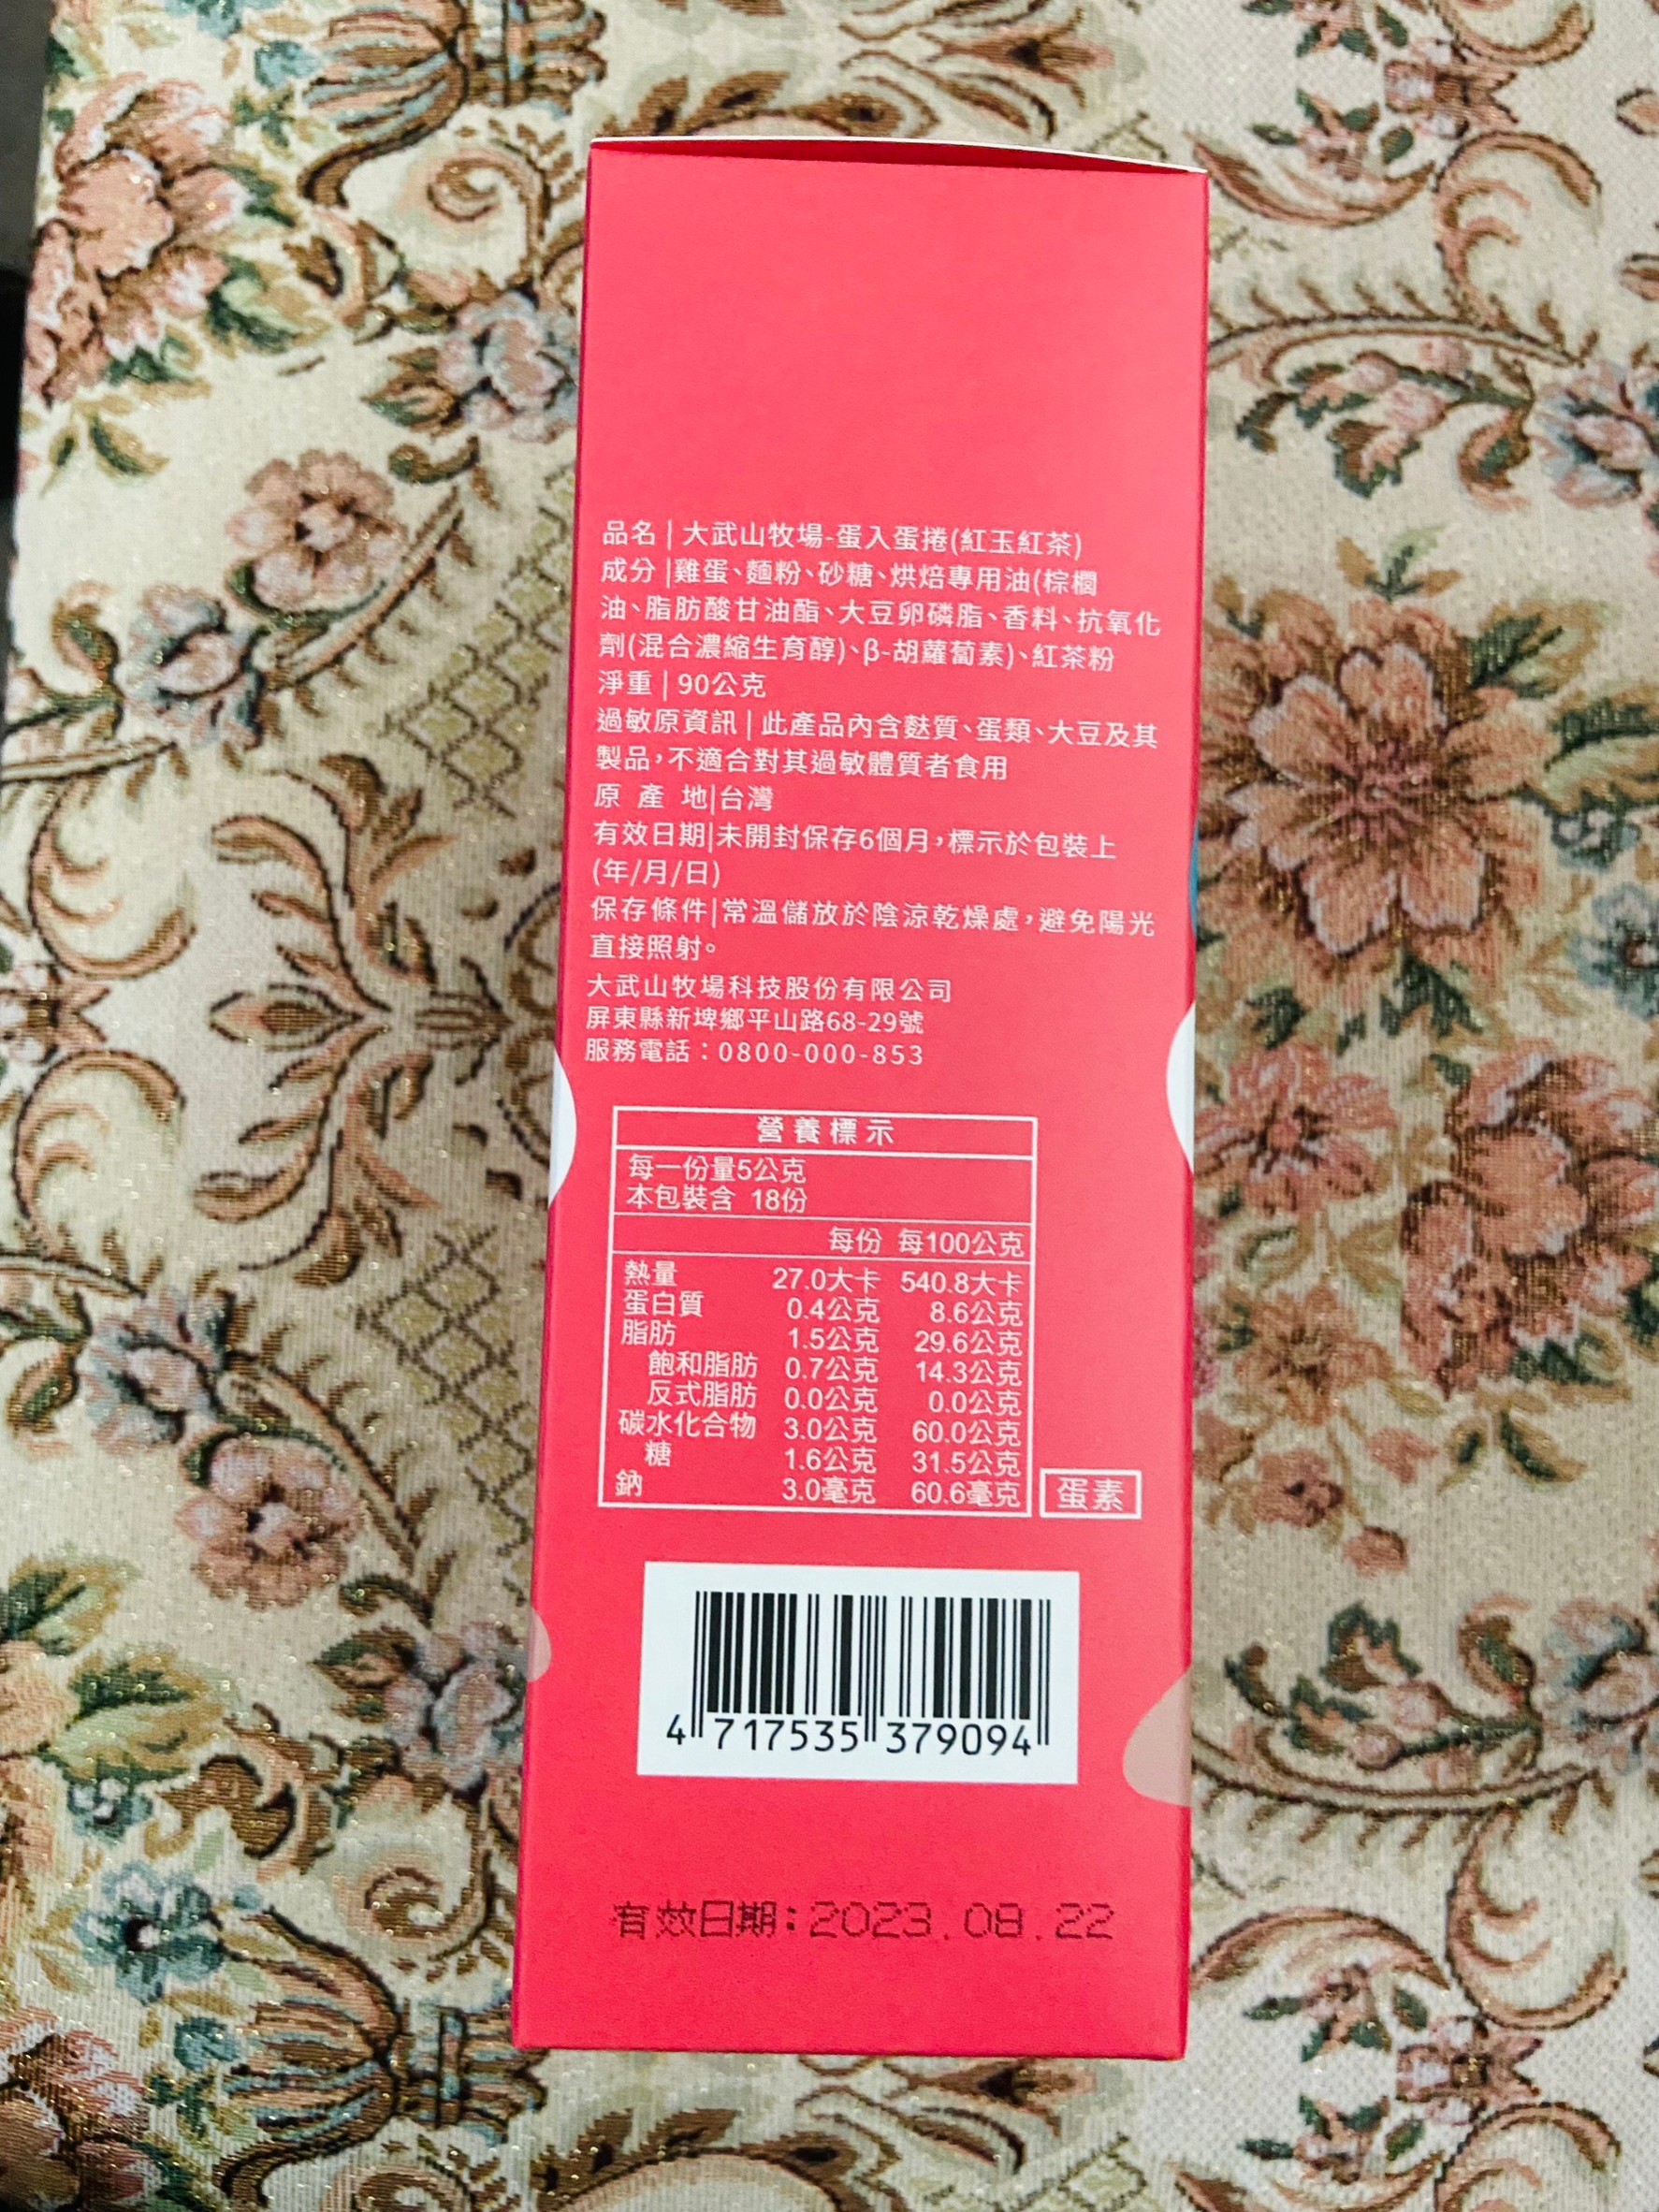 品名 | 大武山牧場-蛋入蛋捲(紅玉紅茶)
成分 |雞蛋、麵粉、砂糖、烘焙專用油(棕櫚
油、脂肪酸甘油酯、大豆卵磷脂、香料、抗氧化
劑(混合濃縮生育醇)、β-胡蘿蔔素)、紅茶粉
淨重 | 90公克
過敏原資訊 | 此產品內含麩質、蛋類、大豆及其
製品，不適合對其過敏體質者食用
原 產 地|台灣
有效日期|未開封保存6個月，標示於包裝上
(年/月/日)
保存條件|常溫儲放於陰涼乾燥處，避免陽光
直接照射。
大武山牧場科技股份有限公司
屏東縣新埤鄉平山路68-29號
服務電話：0800-000-853
營養標示
每一份量5公克
本包裝含 18份
每份 每100公克
熱量 27.0大卡 540.8大卡
蛋白質 0.4公克 8.6公克
脂肪 1.5公克 29.6公克
飽和脂肪 0.7公克 14.3公克
反式脂肪 0.0公克 0.0公克
碳水化合物 3.0公克 60.0公克
糖 1.6公克 31.5公克
鈉 3.0毫克 60.6毫克
蛋素
4 717535 379094
有效日期：2023.08.22